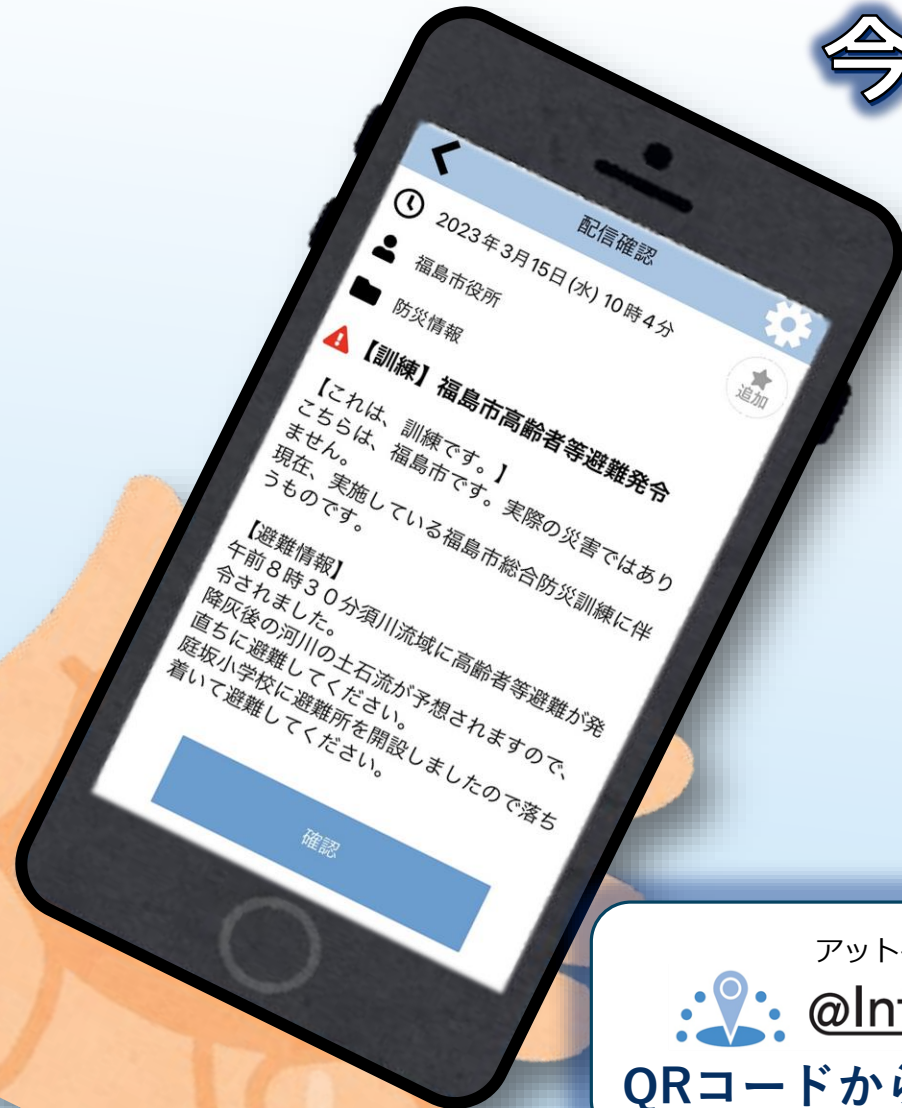 今
配信確認
2023年3月15日(水) 10時4分
福島市役所
防災情報
追加
【訓練】福島市高齢者等避難発令
【これは、訓練です。】
こちらは、福島市です。実際の災害ではあり
ません。
現在、実施している福島市総合防災訓練に伴
うものです。
【避難情報】
午前8時30分須川流域に高齢者等避難が発
令されました。
降灰後の河川の土石流が予想されますので、
直ちに避難してください。
庭坂小学校に避難所を開設しましたので落ち
着いて避難してください。
確認
アット
@In
QRコードから